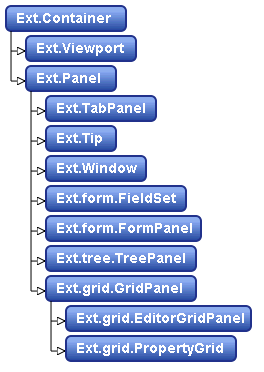 Ext.Container
Ext.Viewport
Ext.Panel
Ext.TabPanel
Ext.Tip
Ext.Window
Ext.form.FieldSet
Ext.form.FormPanel
Ext.tree.TreePanel
Ext.grid.GridPanel
Ext.grid.EditorGridPanel
Ext.grid.PropertyGrid